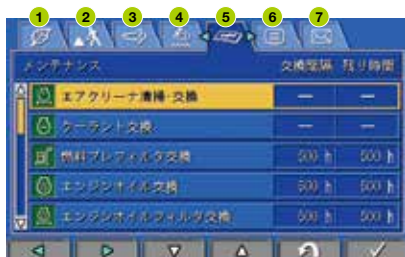 1 2 3 4 5 6 7
メンテナンス 交換間隔 残り時間
エアクリーナ清掃・交換 － －
クーラント交換 － －
燃料プレフィルタ交換 500 h 500 h
エンジンオイル交換 500 h 500 h
エンジンオイルフィルタ交換 500 h 500 h